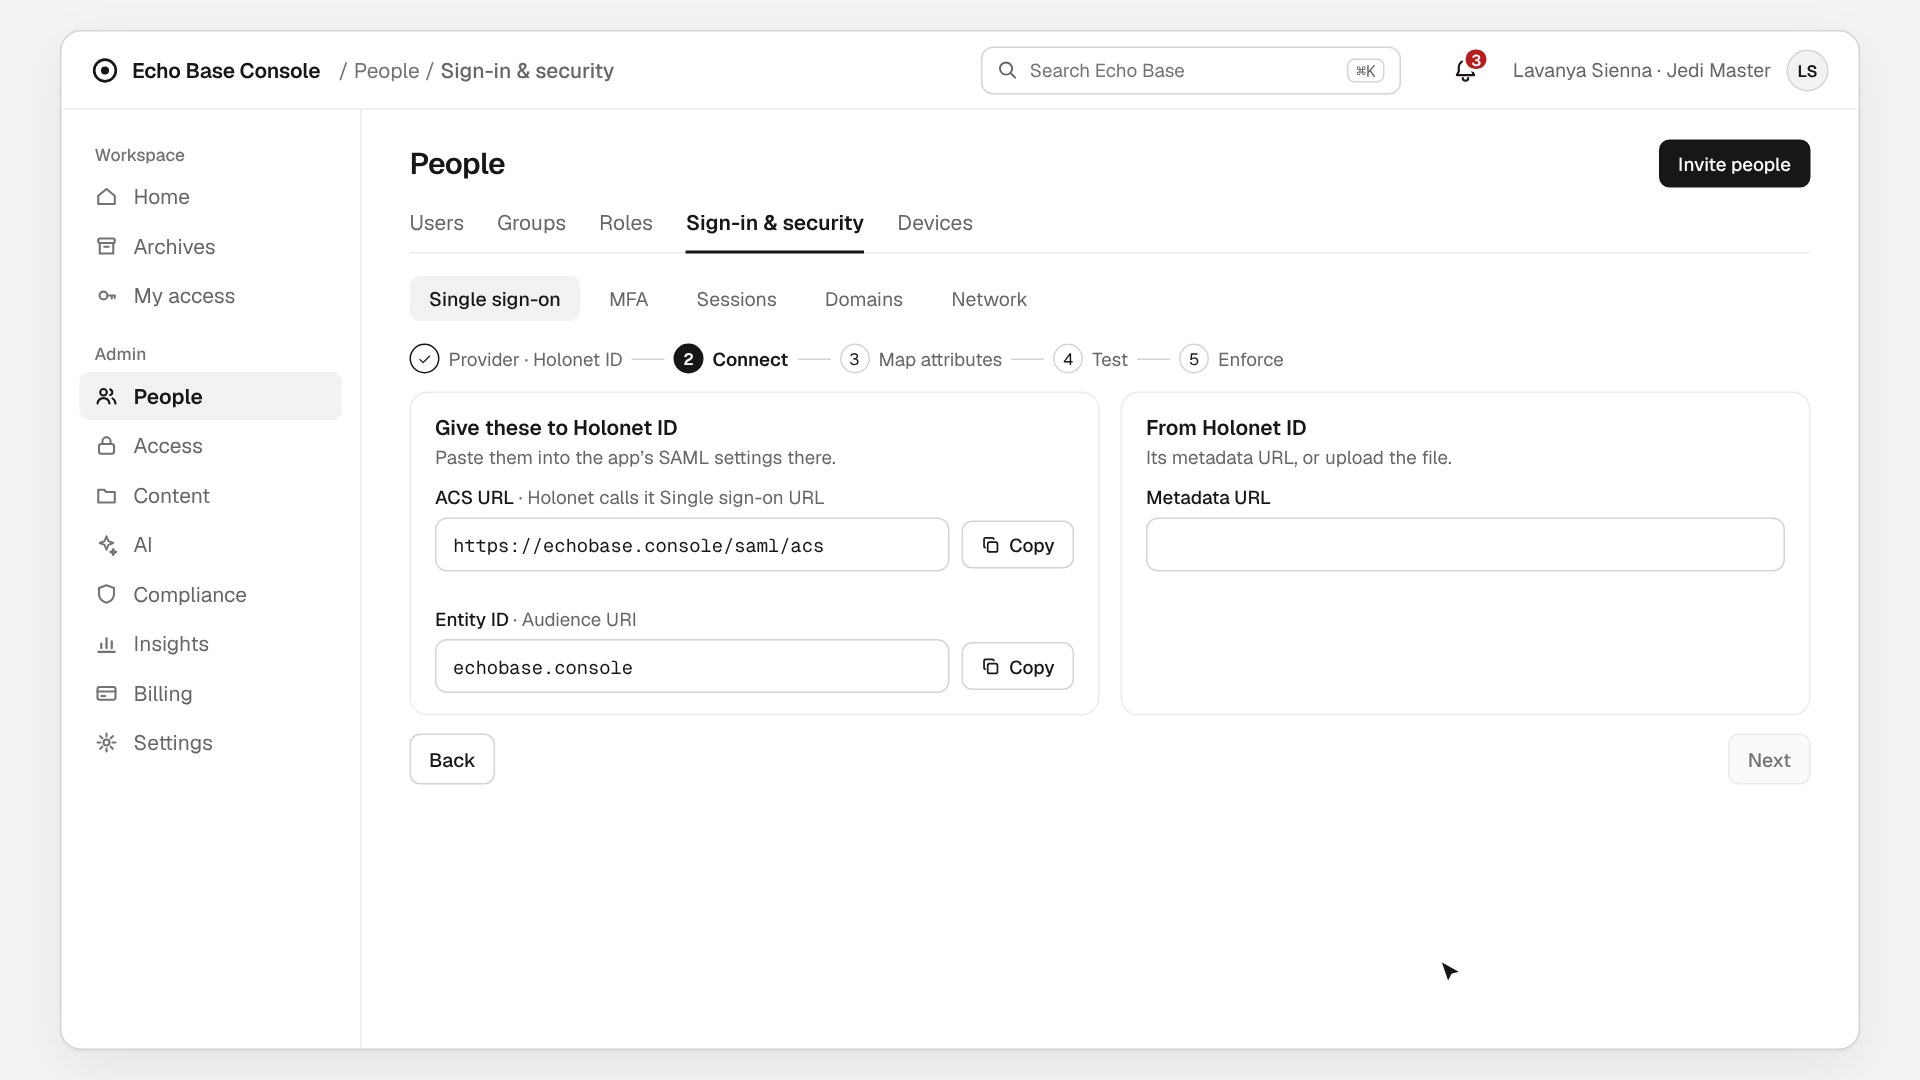 Echo Base Console / People / Sign-in & security
Search Echo Base ⌘K
3
Lavanya Sienna · Jedi Master LS
Workspace
Home
Archives
My access
Admin
People
Access
Content
AI
Compliance
Insights
Billing
Settings
People
Invite people
Users Groups Roles Sign-in & security Devices
Single sign-on MFA Sessions Domains Network
Provider · Holonet ID 2 Connect 3 Map attributes 4 Test 5 Enforce
Give these to Holonet ID
Paste them into the app’s SAML settings there.
ACS URL · Holonet calls it Single sign-on URL
https://echobase.console/saml/acs Copy
Entity ID · Audience URI
echobase.console Copy
From Holonet ID
Its metadata URL, or upload the file.
Metadata URL
Back
Next